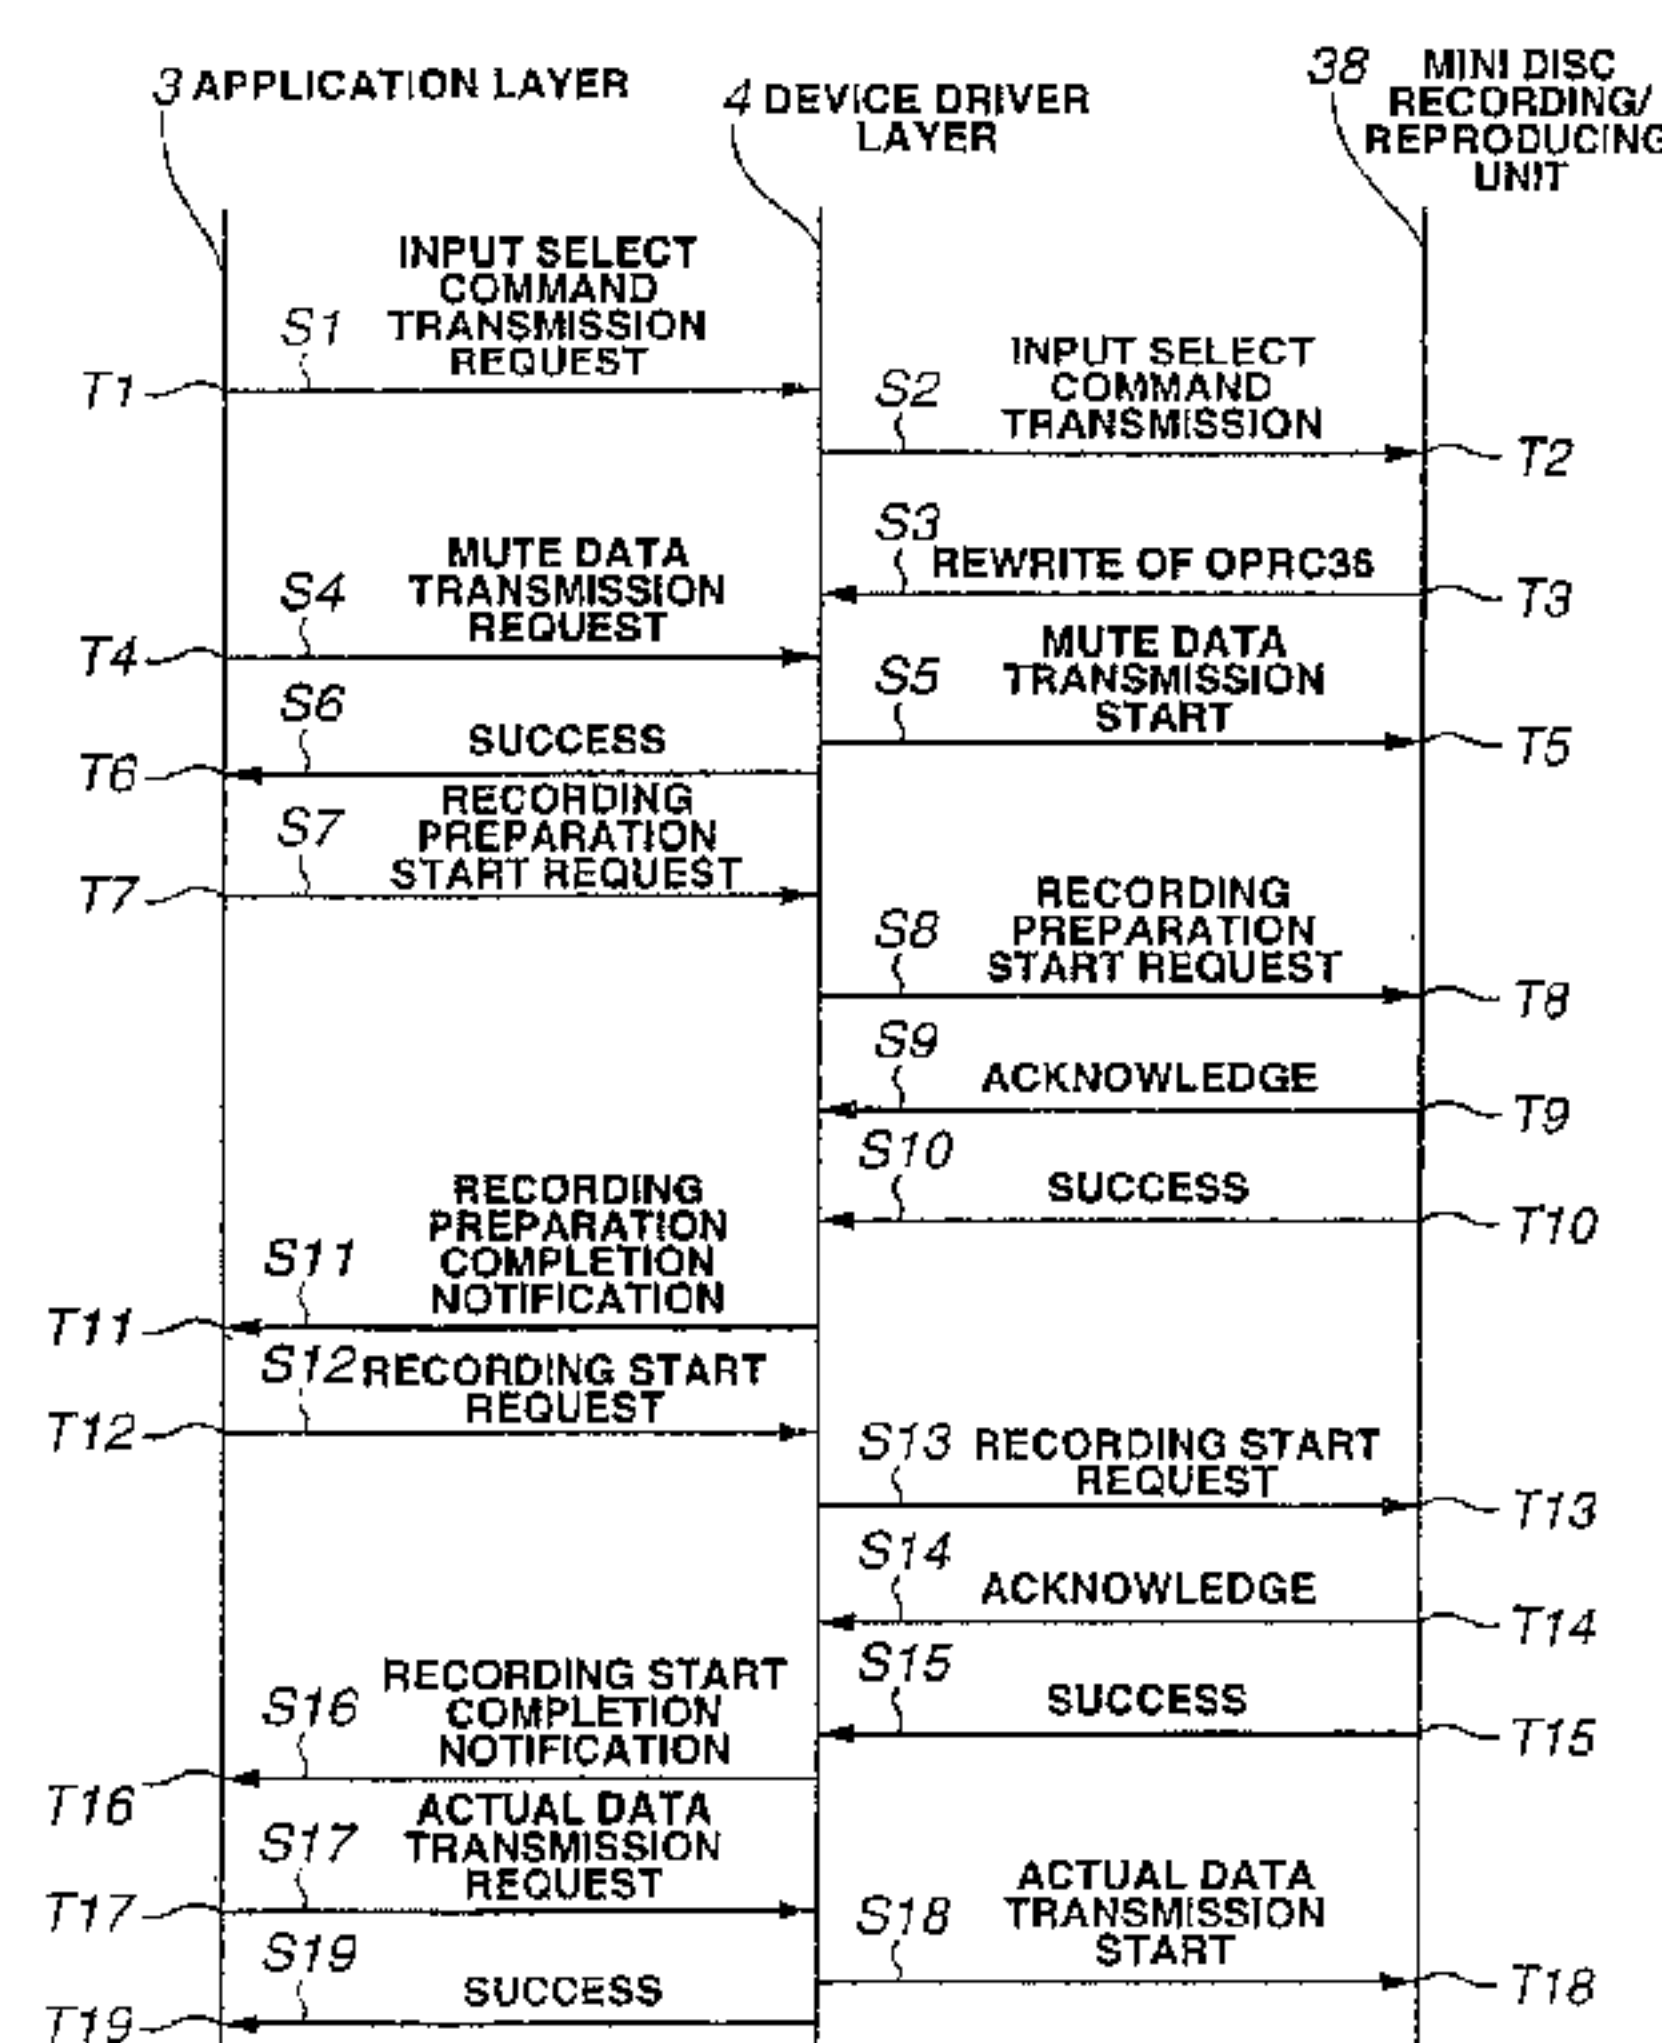 3 APPLICATION LAYER
4 DEVICE DRIVER
LAYER
38 MINI DISC
RECORDING/
REPRODUCING
UNIT
INPUT SELECT
COMMAND
TRANSMISSION
REQUEST
S1
T1
INPUT SELECT
COMMAND
TRANSMISSION
S2
T2
S3
REWRITE OF OPRC36
T3
MUTE DATA
TRANSMISSION
REQUEST
S4
T4
MUTE DATA
TRANSMISSION
START
S5
T5
S6
SUCCESS
T6
RECORDING
PREPARATION
START REQUEST
S7
T7
RECORDING
PREPARATION
START REQUEST
S8
T8
S9
ACKNOWLEDGE
T9
S10
SUCCESS
T10
RECORDING
PREPARATION
COMPLETION
NOTIFICATION
S11
T11
S12 RECORDING START
REQUEST
T12
S13 RECORDING START
REQUEST
T13
S14
ACKNOWLEDGE
T14
S15
SUCCESS
T15
RECORDING START
COMPLETION
NOTIFICATION
S16
T16
ACTUAL DATA
TRANSMISSION
REQUEST
S17
T17
ACTUAL DATA
TRANSMISSION
START
S18
T18
S19
SUCCESS
T19